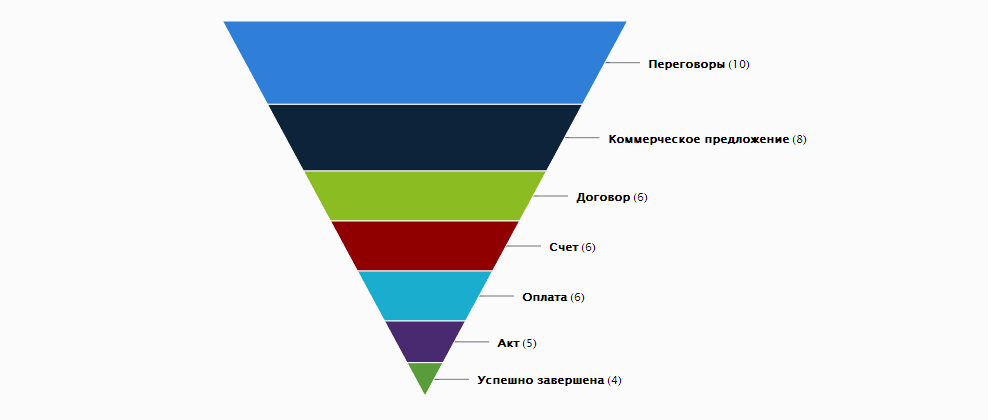 Переговоры (10)
Коммерческое предложение (8)
Договор (6)
Счет (6)
Оплата (6)
Акт (5)
Успешно завершена (4)